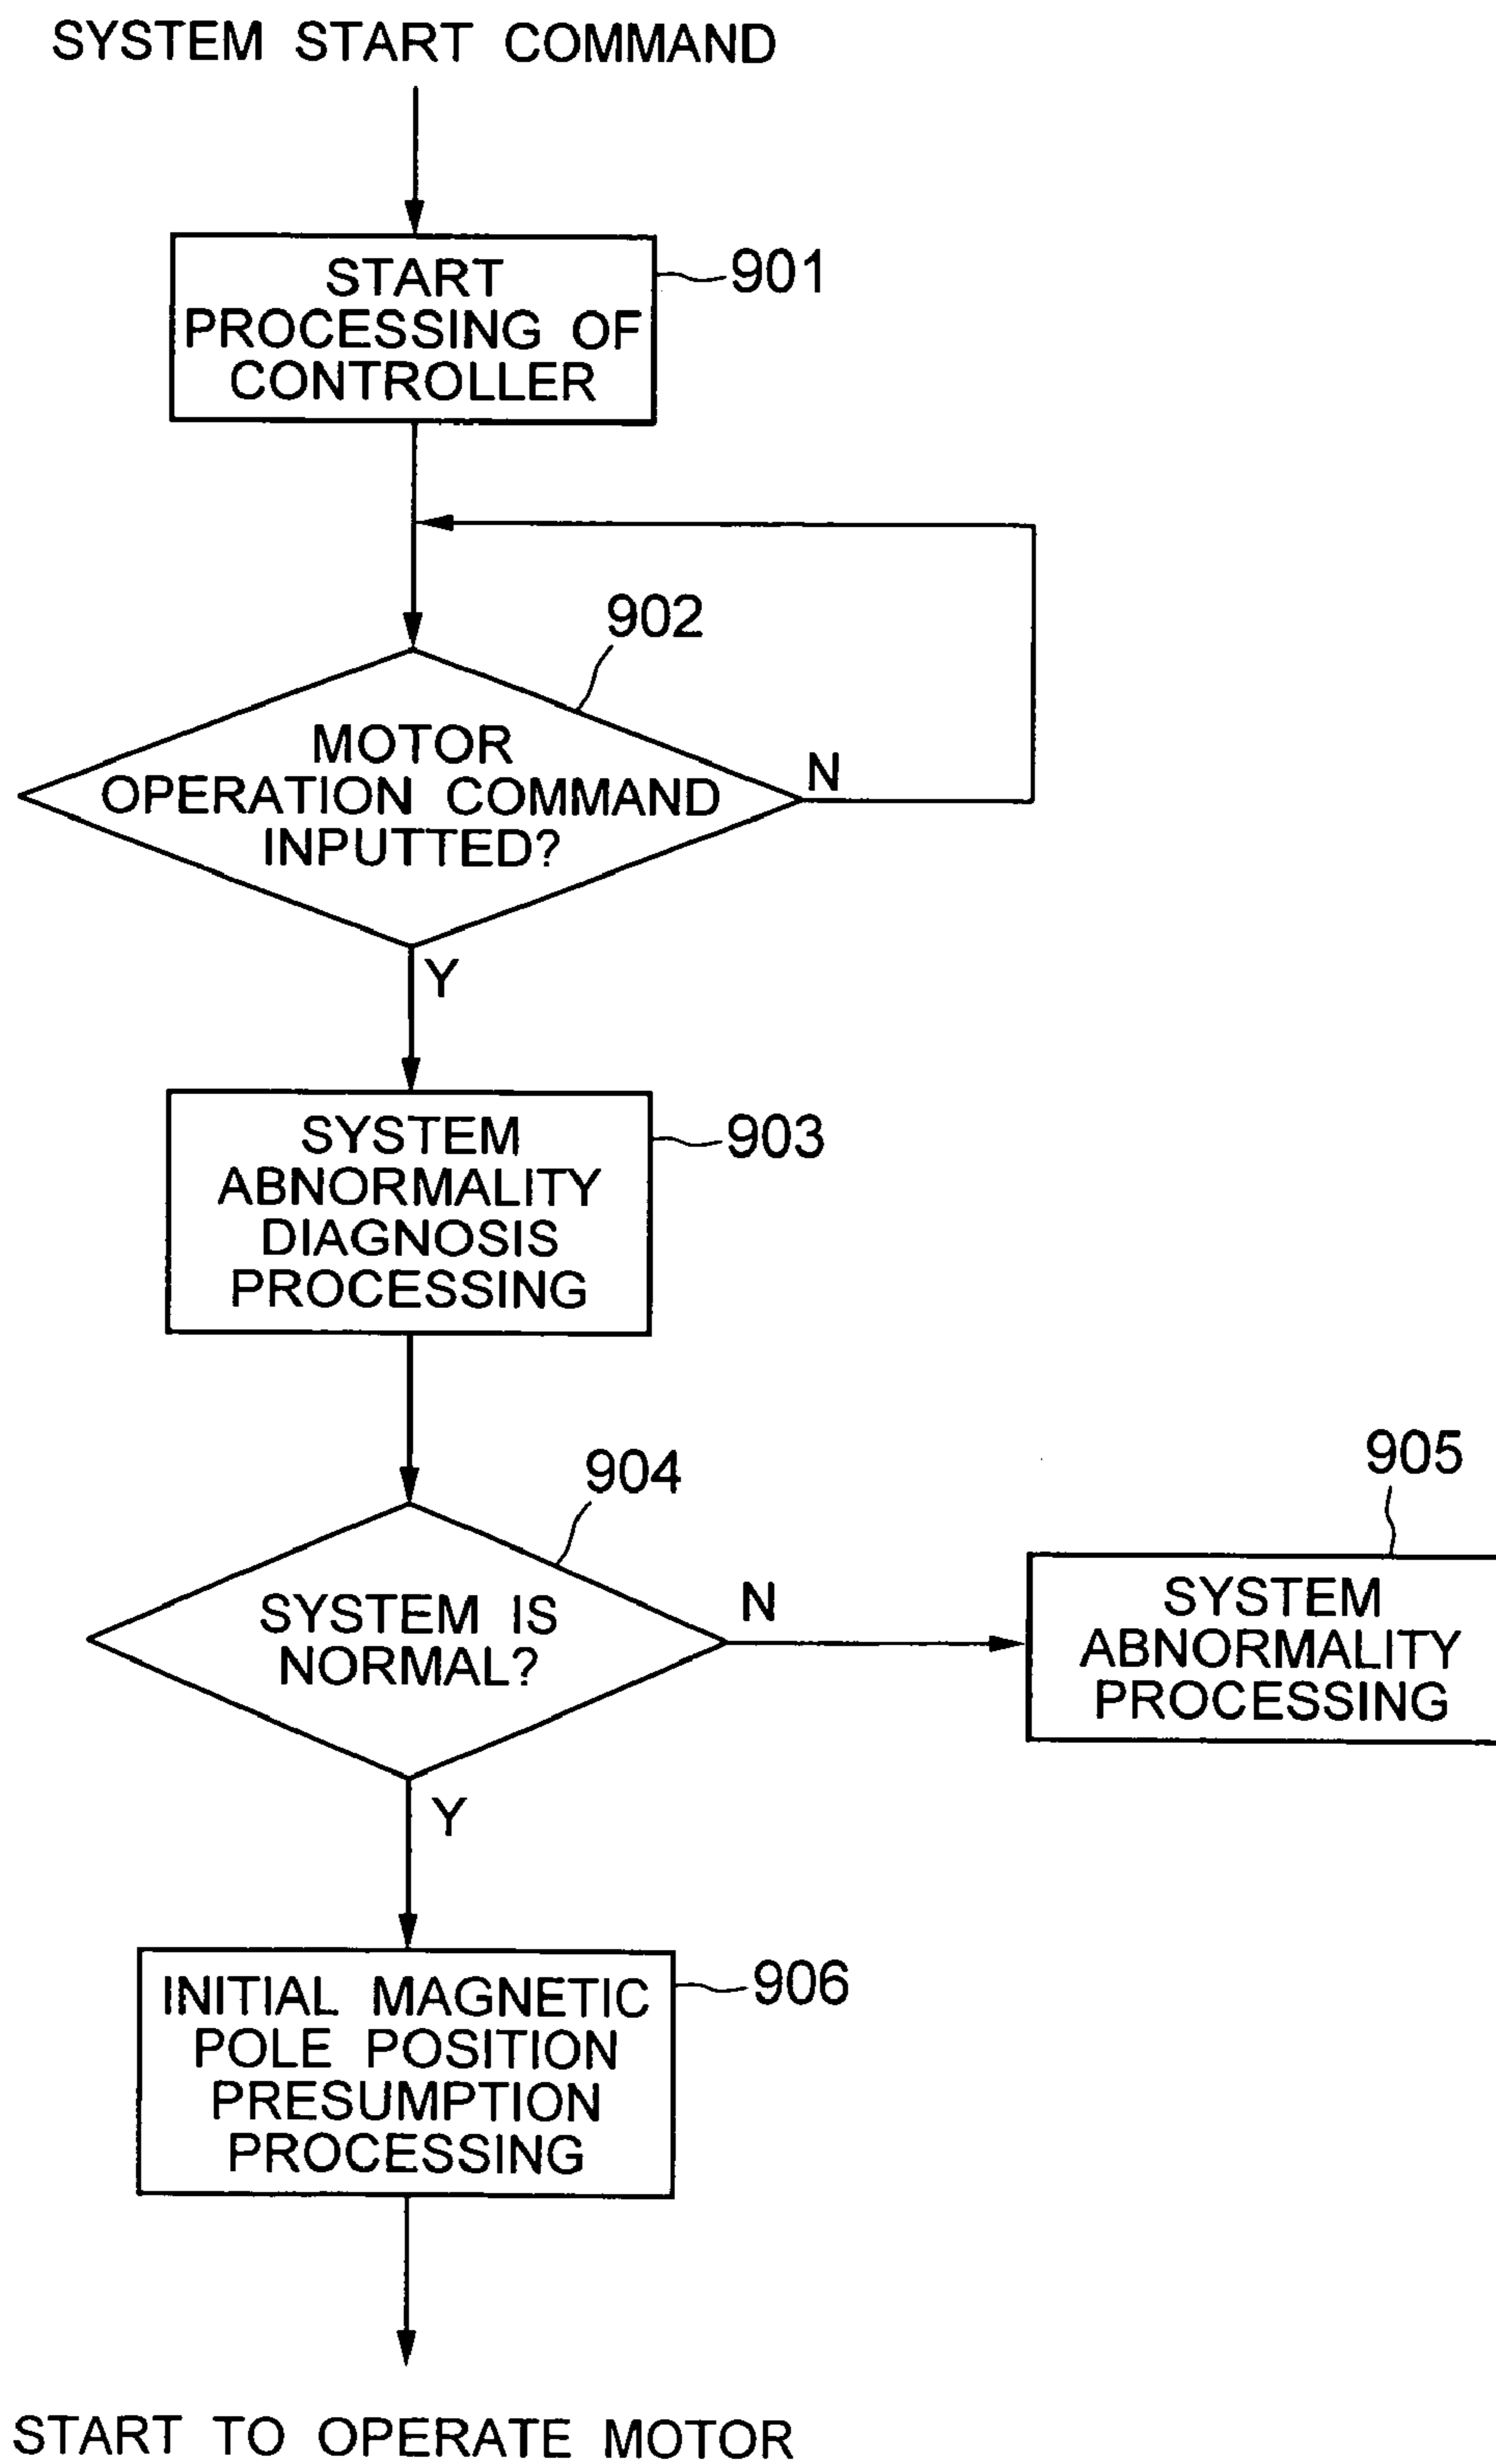 SYSTEM START COMMAND
START
PROCESSING OF
CONTROLLER
901
902
MOTOR
OPERATION COMMAND
INPUTTED?
N
Y
SYSTEM
ABNORMALITY
DIAGNOSIS
PROCESSING
903
904
SYSTEM IS
NORMAL?
N
905
SYSTEM
ABNORMALITY
PROCESSING
Y
INITIAL MAGNETIC
POLE POSITION
PRESUMPTION
PROCESSING
906
START TO OPERATE MOTOR